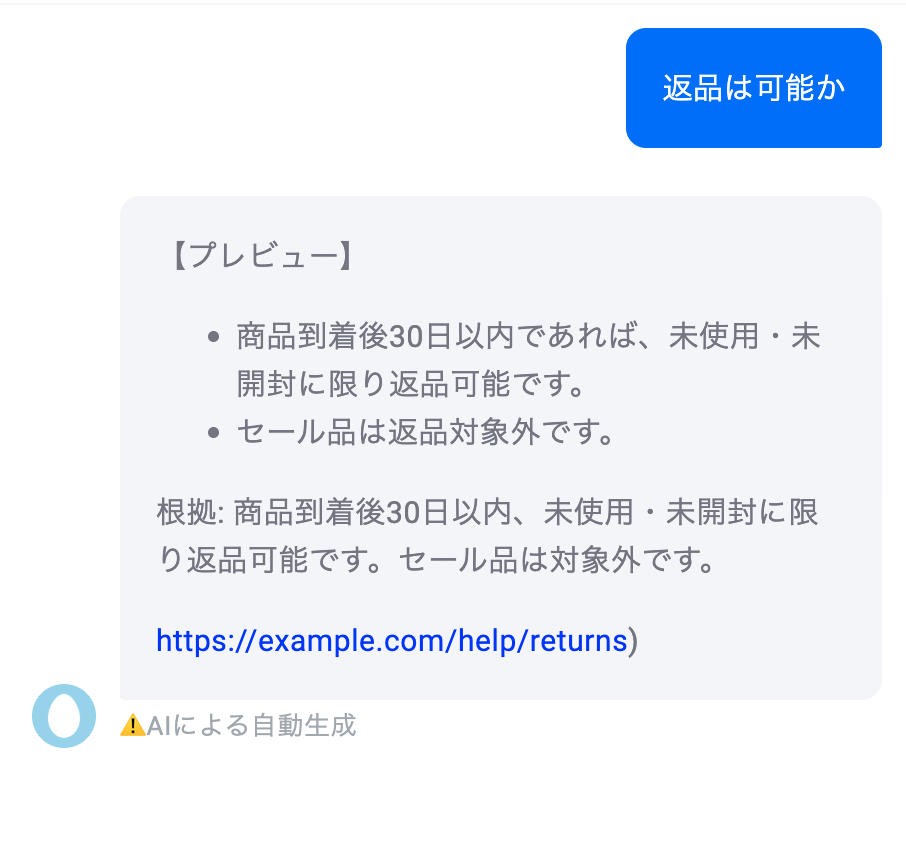 返品は可能か
【プレビュー】
• 商品到着後30日以内であれば、未使用・未
開封に限り返品可能です。
• セール品は返品対象外です。
根拠: 商品到着後30日以内、未使用・未開封に限
り返品可能です。セール品は対象外です。
https://example.com/help/returns)
⚠️AIによる自動生成